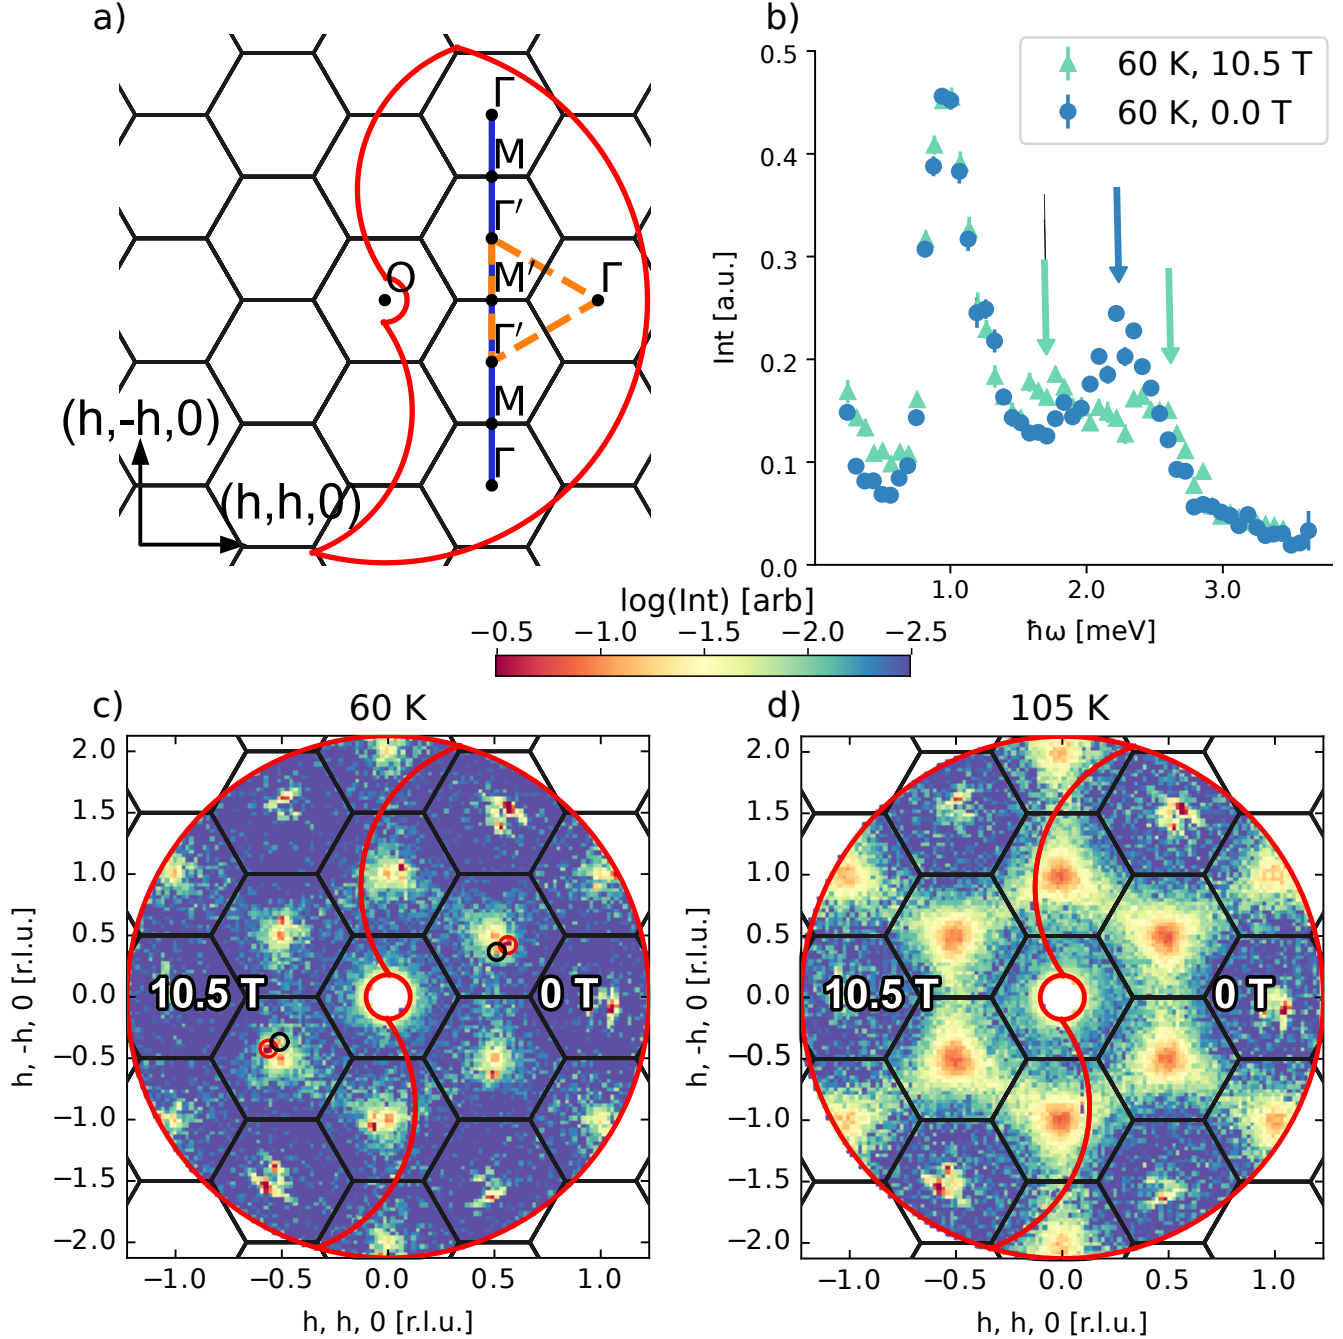 a)
Γ
M
Γ′
M′
Γ
O
Γ′
M
Γ
(h,-h,0)
(h,h,0)
b)
60 K, 10.5 T
60 K, 0.0 T
0.5
0.4
0.3
0.2
0.1
0.0
Int [a.u.]
1.0 2.0 3.0
ħω [meV]
log(Int) [arb]
−0.5 −1.0 −1.5 −2.0 −2.5
c)
60 K
2.0
1.5
1.0
0.5
0.0
−0.5
−1.0
−1.5
−2.0
h, -h, 0 [r.l.u.]
10.5 T
0 T
−1.0 −0.5 0.0 0.5 1.0
h, h, 0 [r.l.u.]
d)
105 K
2.0
1.5
1.0
0.5
0.0
−0.5
−1.0
−1.5
−2.0
h, -h, 0 [r.l.u.]
10.5 T
0 T
−1.0 −0.5 0.0 0.5 1.0
h, h, 0 [r.l.u.]